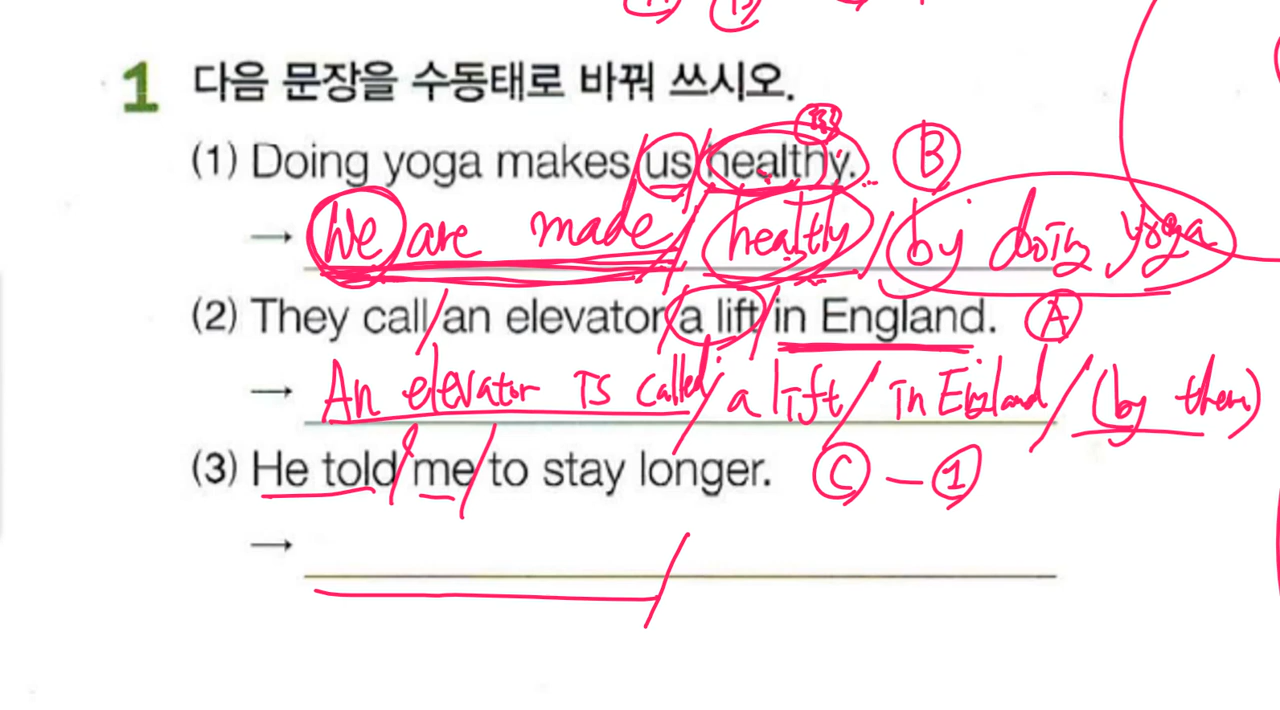 1 다음 문장을 수동태로 바꿔 쓰시오.
(1) Doing yoga makes us healthy. B
→ We are made / healthy / by doing yoga
(2) They call / an elevator / a lift / in England. A
→ An elevator is called / a lift / in England / (by them)
(3) He told / me / to stay longer. C - 1
→